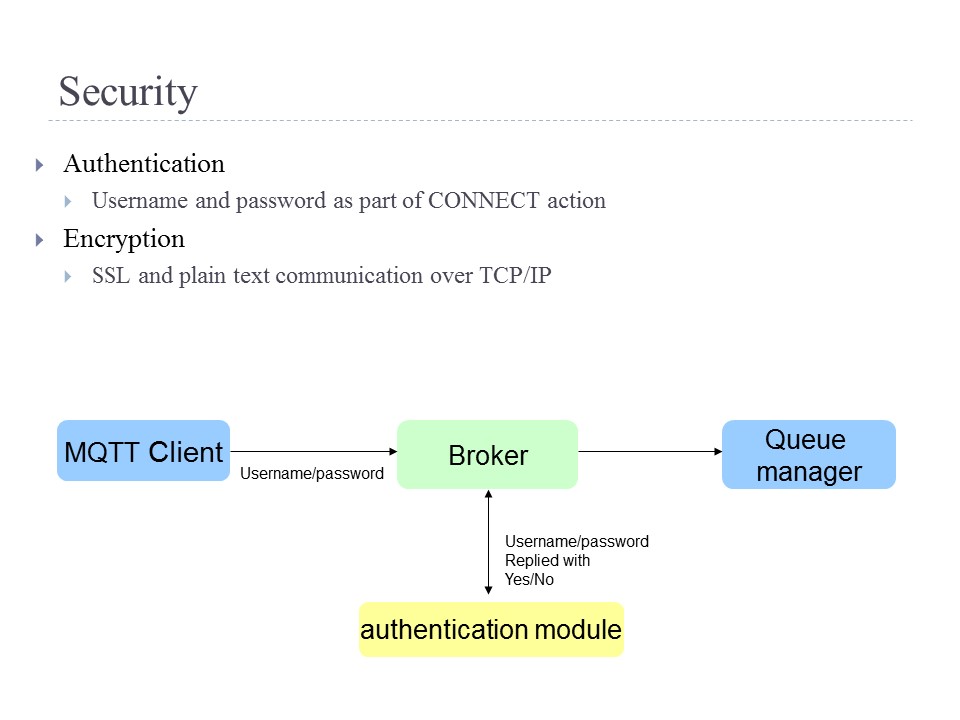 Security
Authentication
Username and password as part of CONNECT action
Encryption
SSL and plain text communication over TCP/IP
MQTT Client
Username/password
Broker
Queue
manager
Username/password
Replied with
Yes/No
authentication module